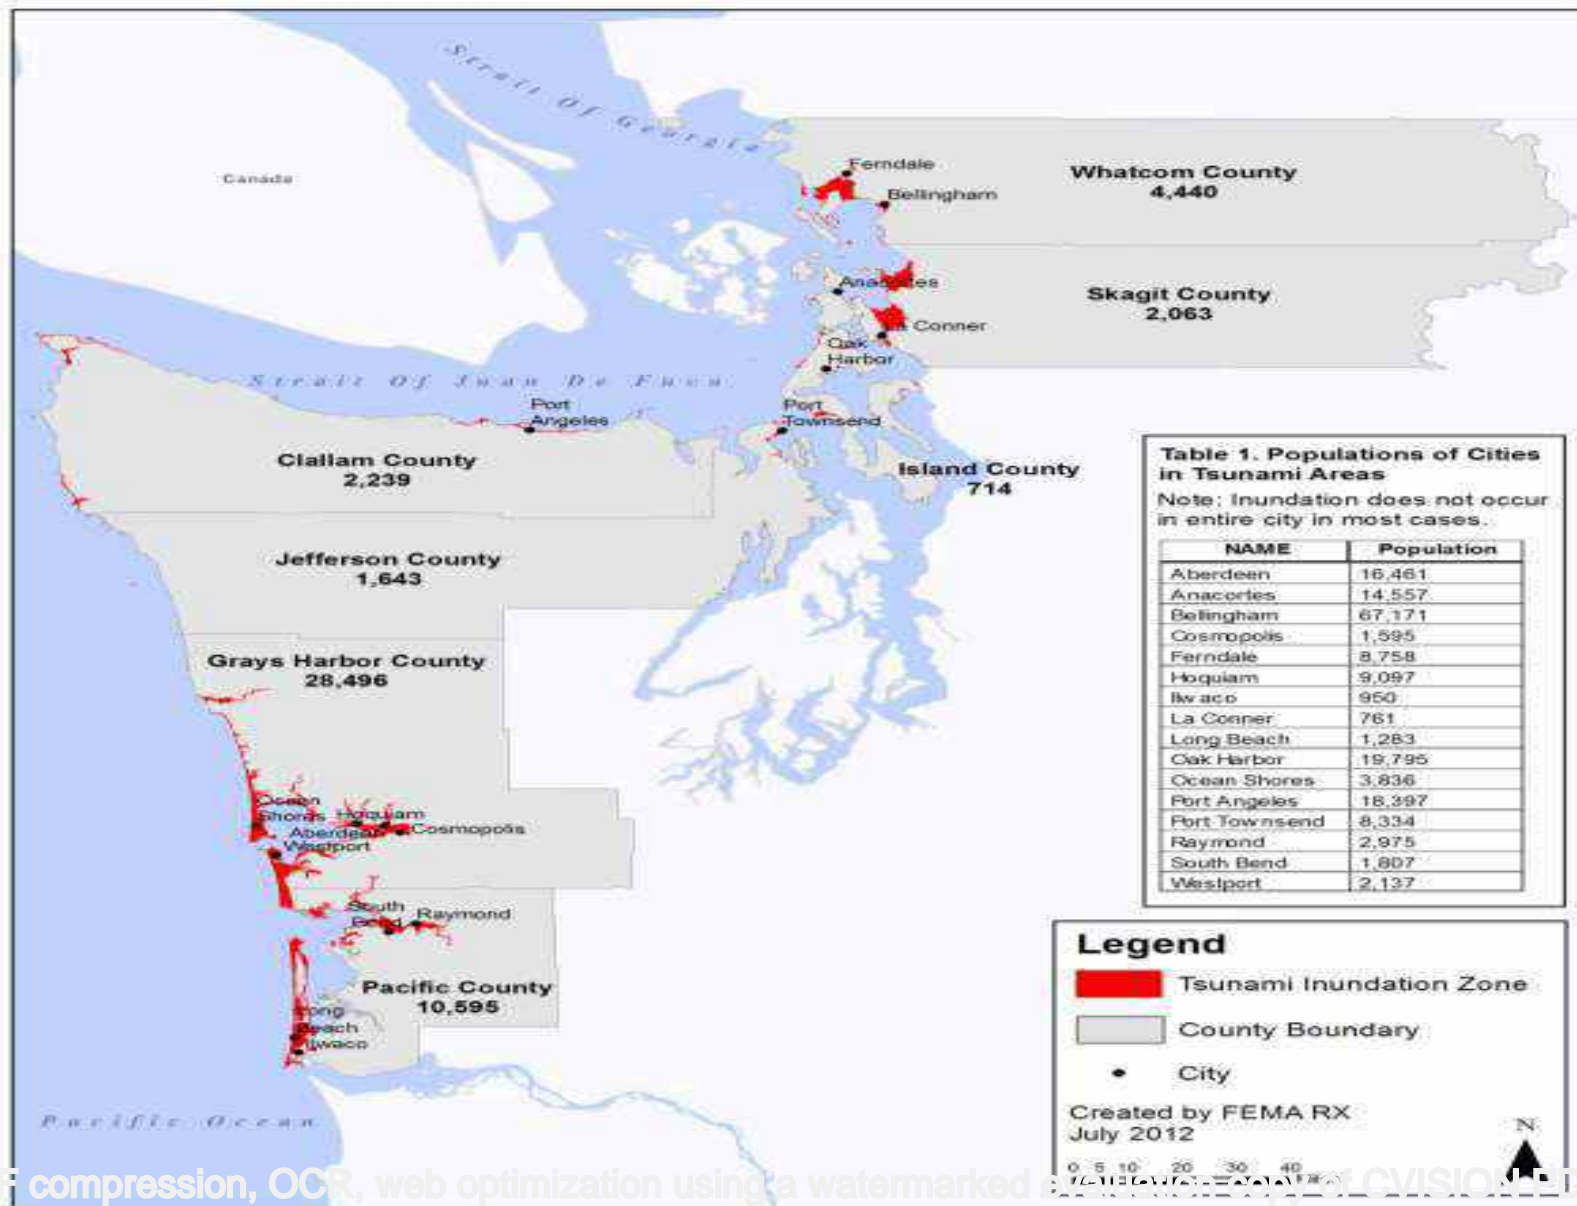 Strait Of Georgia
Canada
Ferndale
Bellingham
Whatcom County
4,440
Anacortes
Skagit County
2,063
La Conner
Oak
Harbor
Strait Of Juan De Fuca
Port
Angeles
Port
Townsend
Clallam County
2,239
Island County
714
Jefferson County
1,643
Grays Harbor County
28,496
Ocean
Shores
Hoquiam
Aberdeen
Cosmopolis
Westport
South
Bend
Raymond
Pacific County
10,595
Long
Beach
Ilwaco
Pacific Ocean
Table 1. Populations of Cities
in Tsunami Areas
Note: Inundation does not occur
in entire city in most cases.
NAME Population
Aberdeen 16,461
Anacortes 14,557
Bellingham 67,171
Cosmopolis 1,595
Ferndale 8,758
Hoquiam 9,097
Ilwaco 950
La Conner 761
Long Beach 1,283
Oak Harbor 19,795
Ocean Shores 3,836
Port Angeles 18,397
Port Townsend 8,334
Raymond 2,975
South Bend 1,807
Westport 2,137
Legend
Tsunami Inundation Zone
County Boundary
City
Created by FEMA RX
July 2012
N
0 5 10 20 30 40
F compression, OCR, web optimization using a watermarked evaluation copy of CVISION